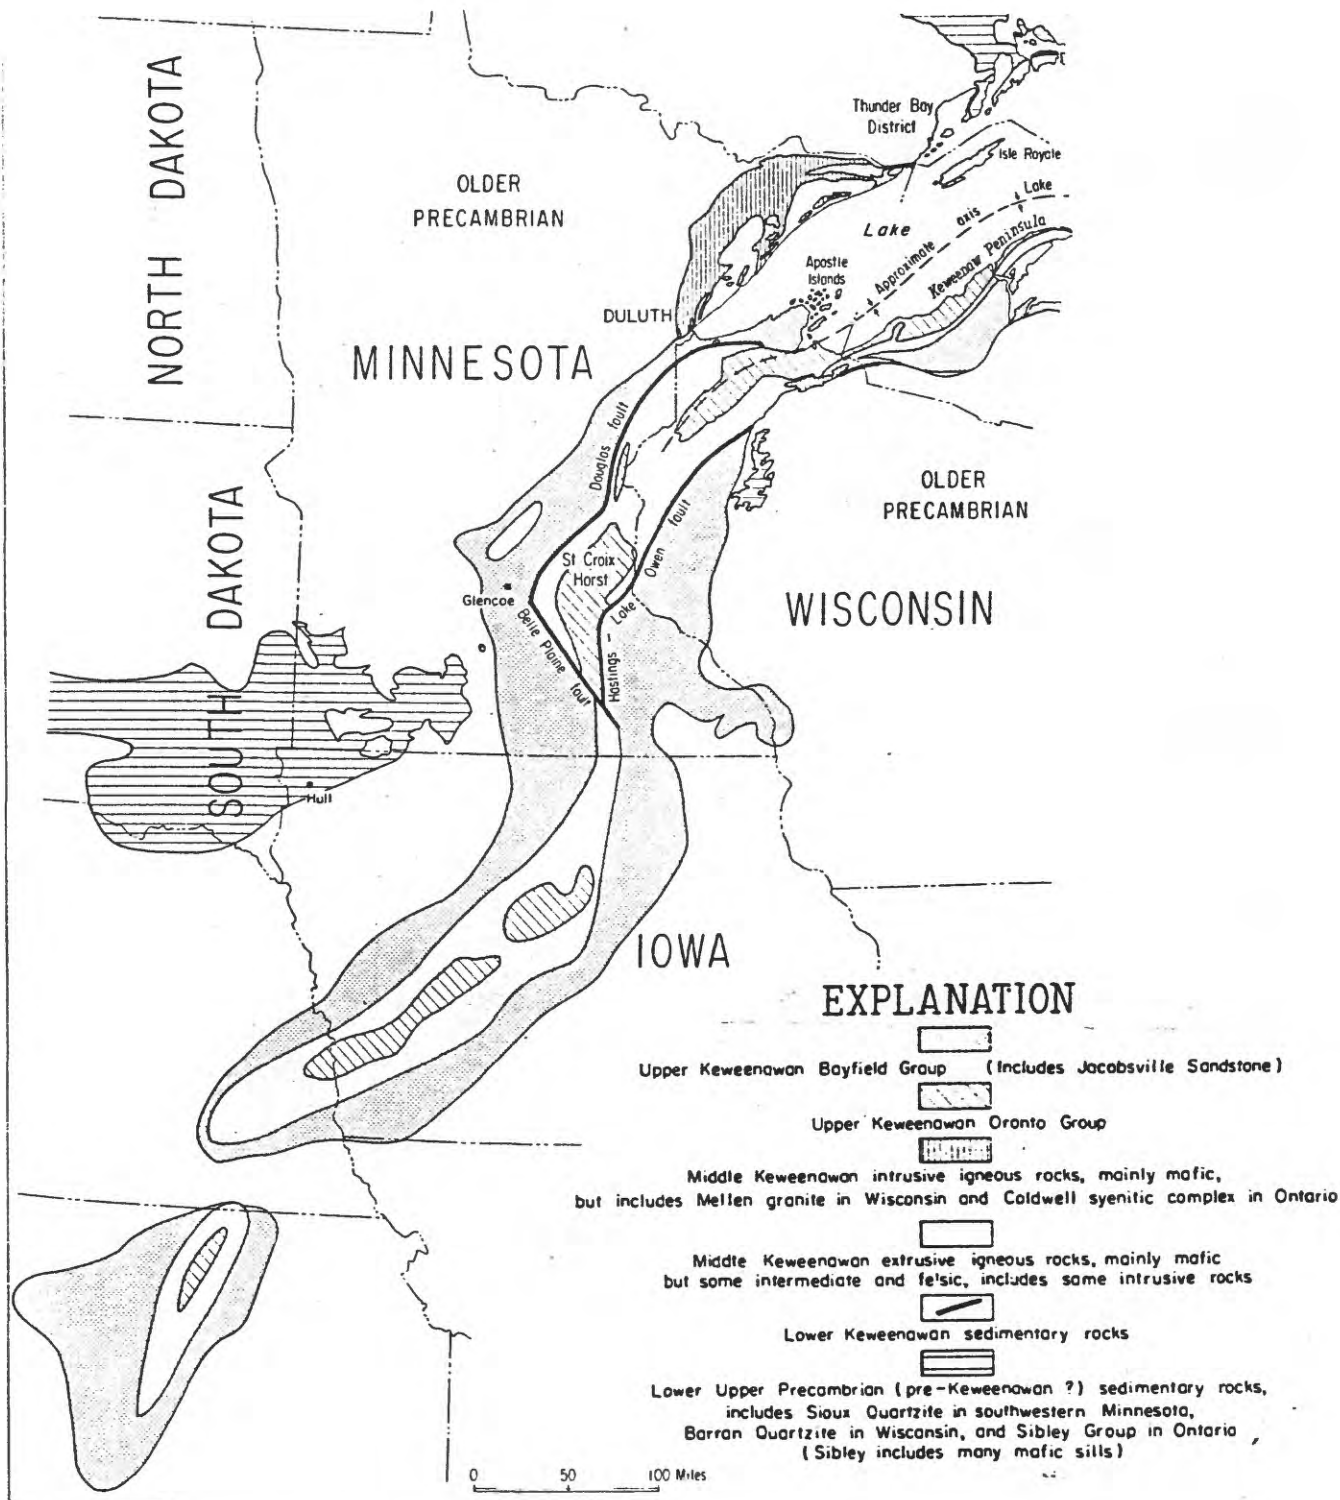 NORTH DAKOTA
SOUTH DAKOTA
OLDER
PRECAMBRIAN
MINNESOTA
DULUTH
Thunder Bay
District
Isle Royale
Lake
Lake
Approximate axis
Keweenaw Peninsula
Apostle
Islands
Douglas fault
OLDER
PRECAMBRIAN
WISCONSIN
St Croix
Horst
Glencoe
Belle Plaine fault
Hastings - Lake Owen fault
Hull
IOWA
EXPLANATION
Upper Keweenawan Bayfield Group (Includes Jacobsville Sandstone)
Upper Keweenawan Oronto Group
Middle Keweenawan intrusive igneous rocks, mainly mafic,
but includes Mellen granite in Wisconsin and Coldwell syenitic complex in Ontario
Middle Keweenawan extrusive igneous rocks, mainly mafic
but some intermediate and felsic, includes some intrusive rocks
Lower Keweenawan sedimentary rocks
Lower Upper Precambrian (pre-Keweenawan ?) sedimentary rocks,
includes Sioux Quartzite in southwestern Minnesota,
Barran Quartzite in Wisconsin, and Sibley Group in Ontario
(Sibley includes many mafic sills)
0 50 100 Miles